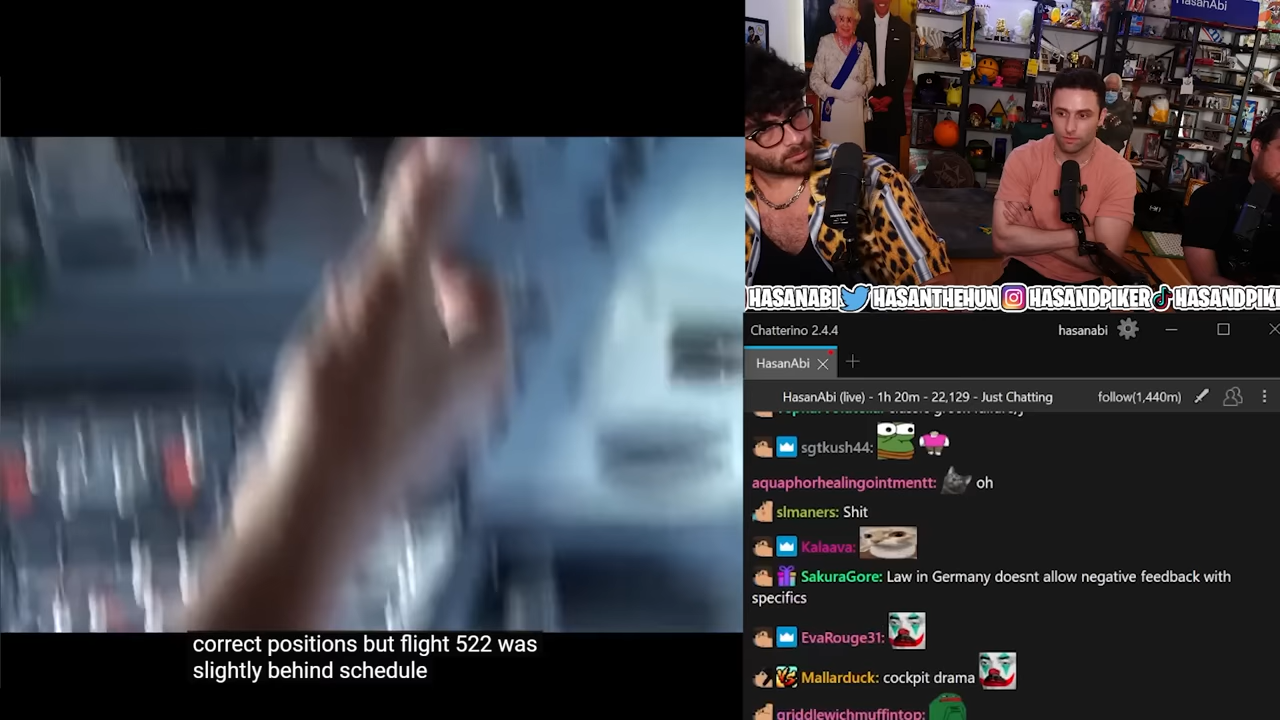 HasanAbi
HASANABI HASANTHEHUN HASANDPIKER HASANDPIK
Chatterino 2.4.4
hasanabi
HasanAbi
HasanAbi (live) - 1h 20m - 22,129 - Just Chatting
follow(1,440m)
sgtkush44:
aquaphorhealingointmentt: oh
slmaners: Shit
Kalaava:
SakuraGore: Law in Germany doesnt allow negative feedback with
specifics
EvaRouge31:
Mallarduck: cockpit drama
griddlewichmuffintop:
correct positions but flight 522 was
slightly behind schedule